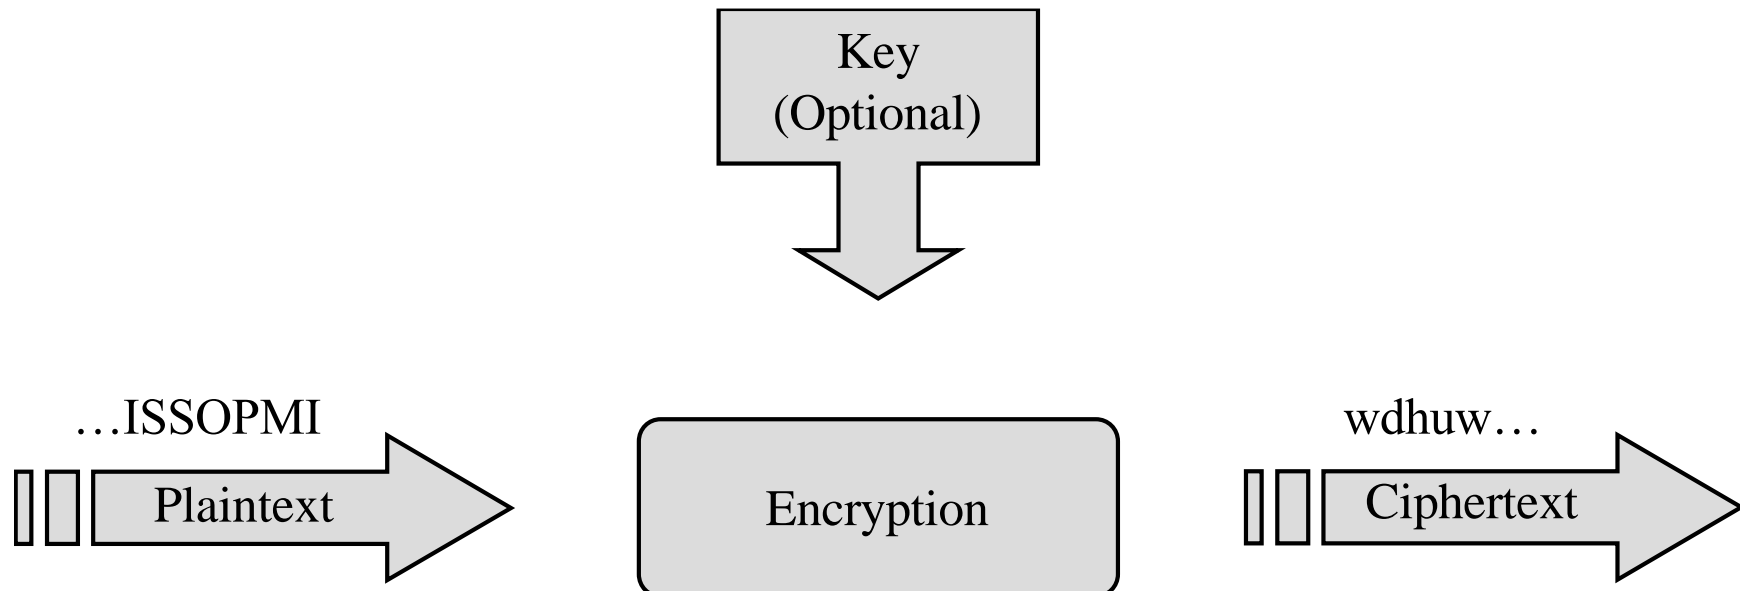 Key
(Optional)
…ISSOPMI
Plaintext
Encryption
wdhuw…
Ciphertext